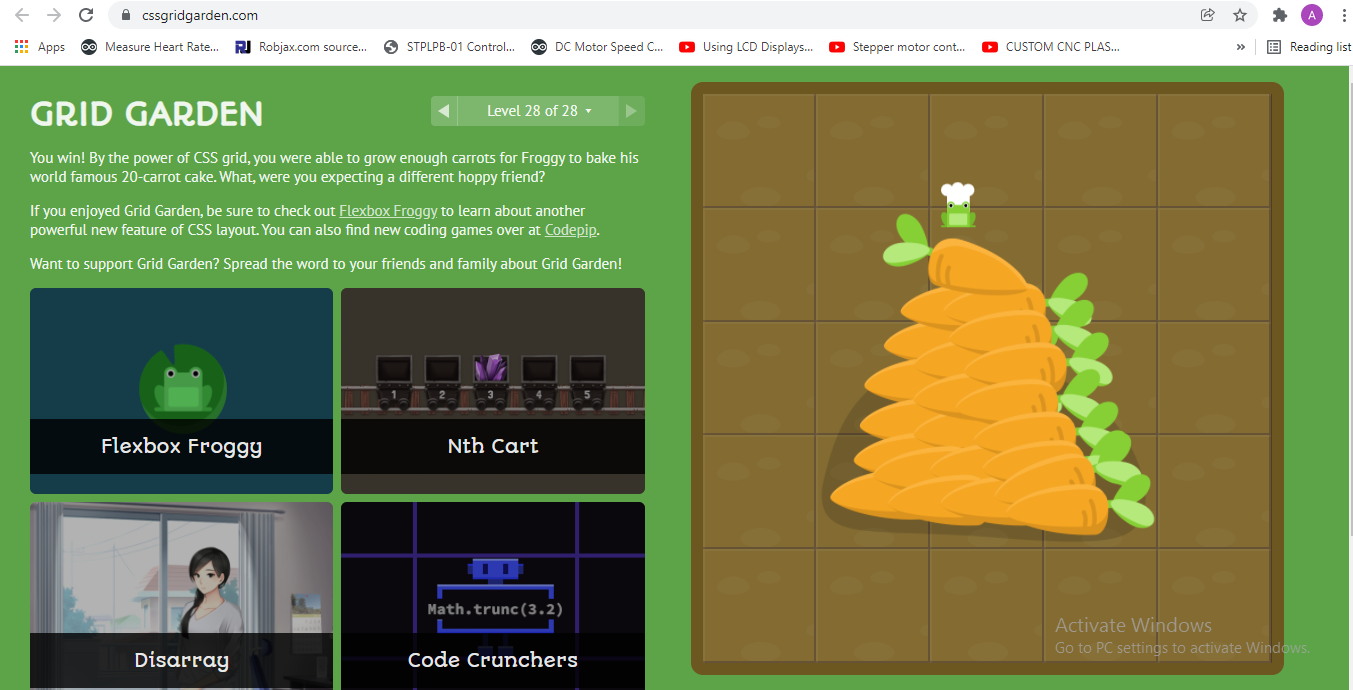 cssgridgarden.com
A
Apps
Measure Heart Rate...
RJ
Robjax.com source...
STPLPB-01 Control...
DC Motor Speed C...
Using LCD Displays...
Stepper motor cont...
CUSTOM CNC PLAS...
»
Reading list
GRID GARDEN
Level 28 of 28
You win! By the power of CSS grid, you were able to grow enough carrots for Froggy to bake his
world famous 20-carrot cake. What, were you expecting a different hoppy friend?
If you enjoyed Grid Garden, be sure to check out Flexbox Froggy to learn about another
powerful new feature of CSS layout. You can also find new coding games over at Codepip.
Want to support Grid Garden? Spread the word to your friends and family about Grid Garden!
Flexbox Froggy
1 2 3 4 5
Nth Cart
Disarray
Math.trunc(3.2)
Code Crunchers
Activate Windows
Go to PC settings to activate Windows.